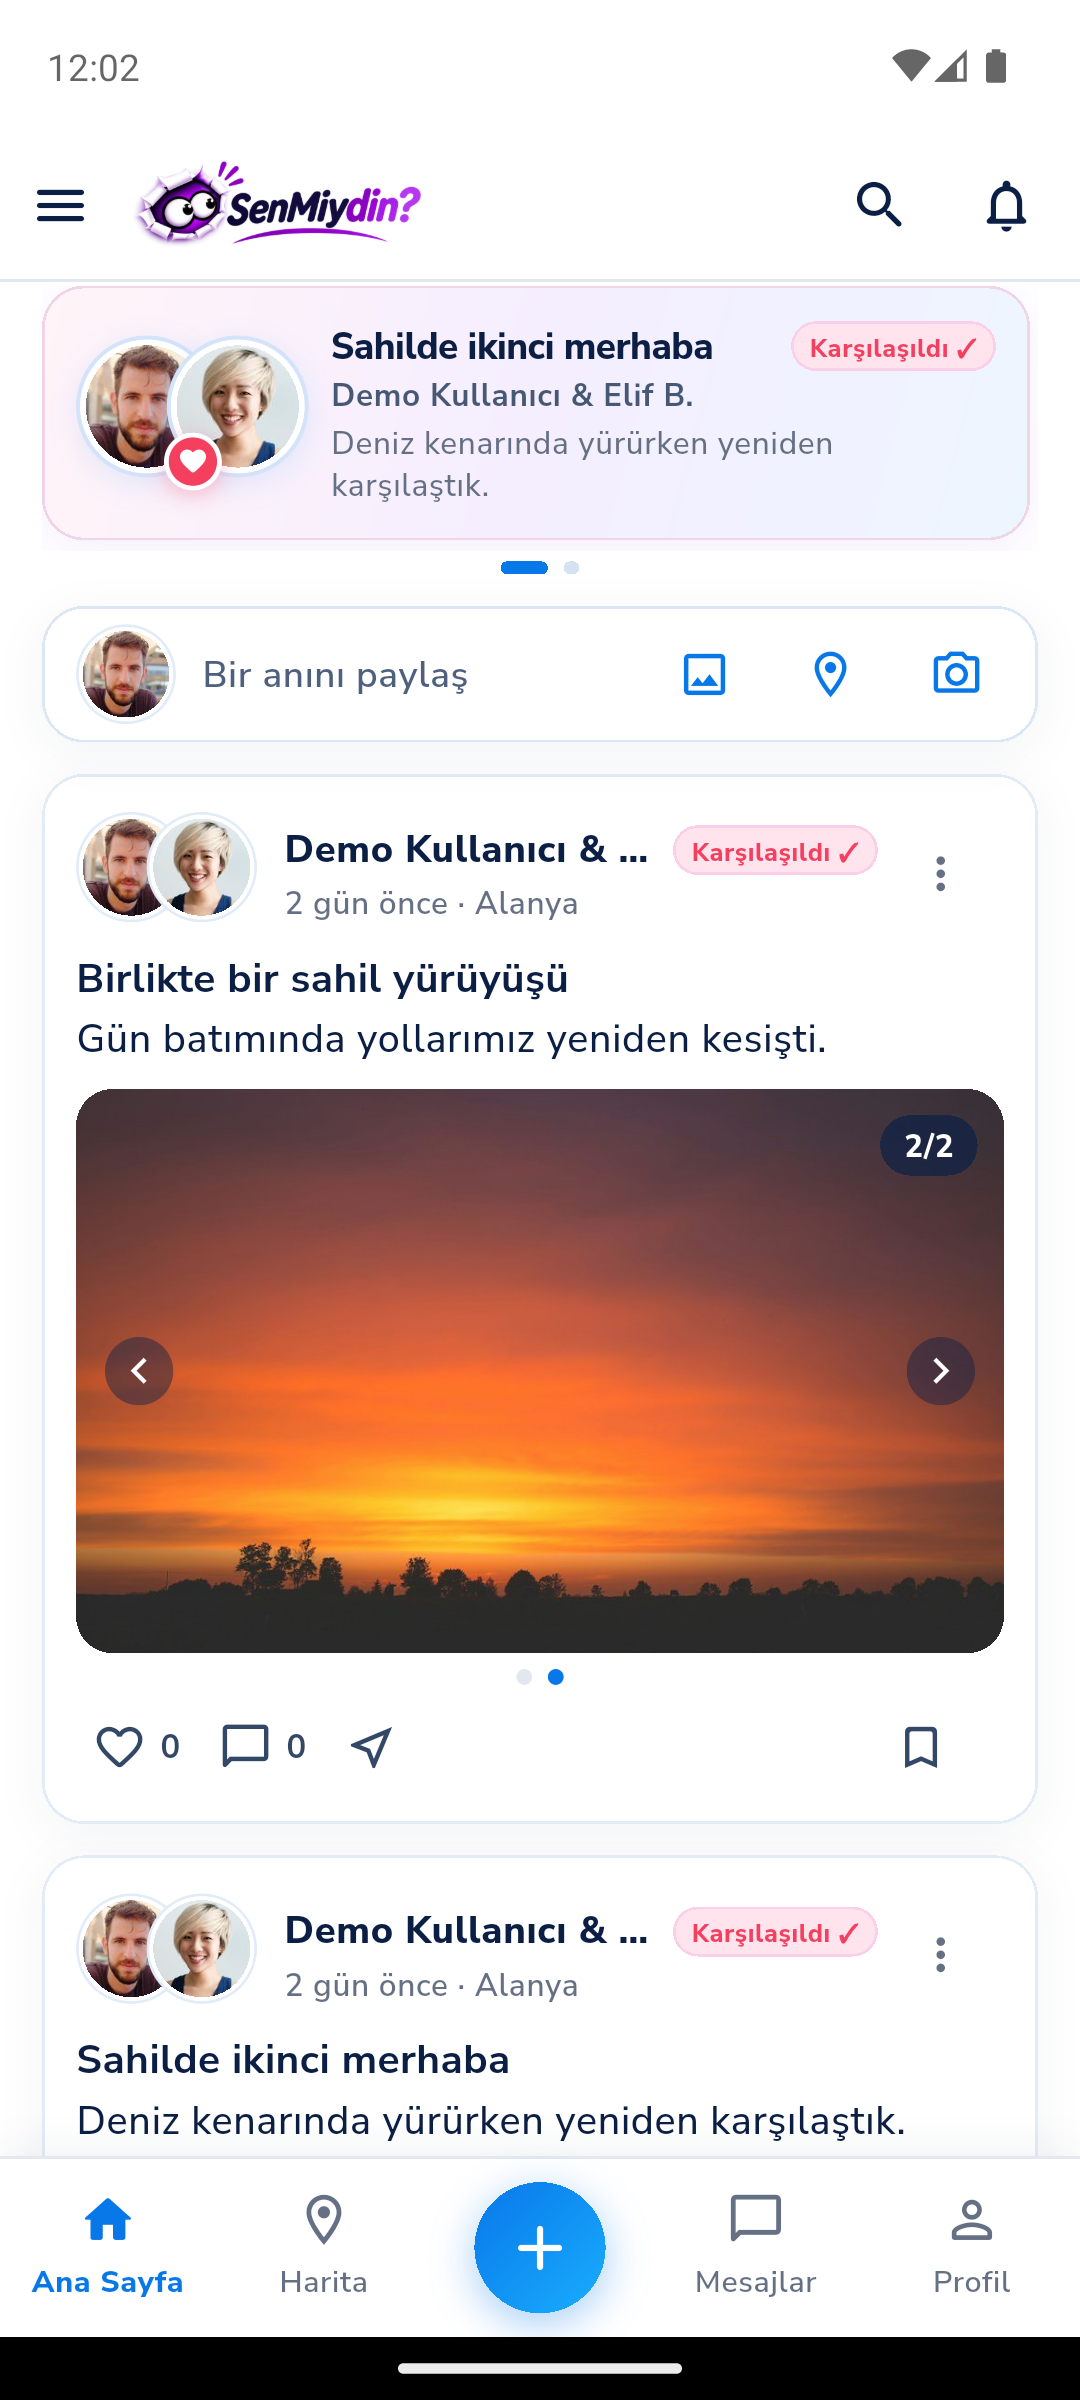 12:02
SenMiydin?
Sahilde ikinci merhaba
Karşılaşıldı ✓
Demo Kullanıcı & Elif B.
Deniz kenarında yürürken yeniden
karşılaştık.
Bir anını paylaş
Demo Kullanıcı & ...
Karşılaşıldı ✓
2 gün önce · Alanya
Birlikte bir sahil yürüyüşü
Gün batımında yollarımız yeniden kesişti.
2/2
0
0
Demo Kullanıcı & ...
Karşılaşıldı ✓
2 gün önce · Alanya
Sahilde ikinci merhaba
Deniz kenarında yürürken yeniden karşılaştık.
Ana Sayfa
Harita
Mesajlar
Profil